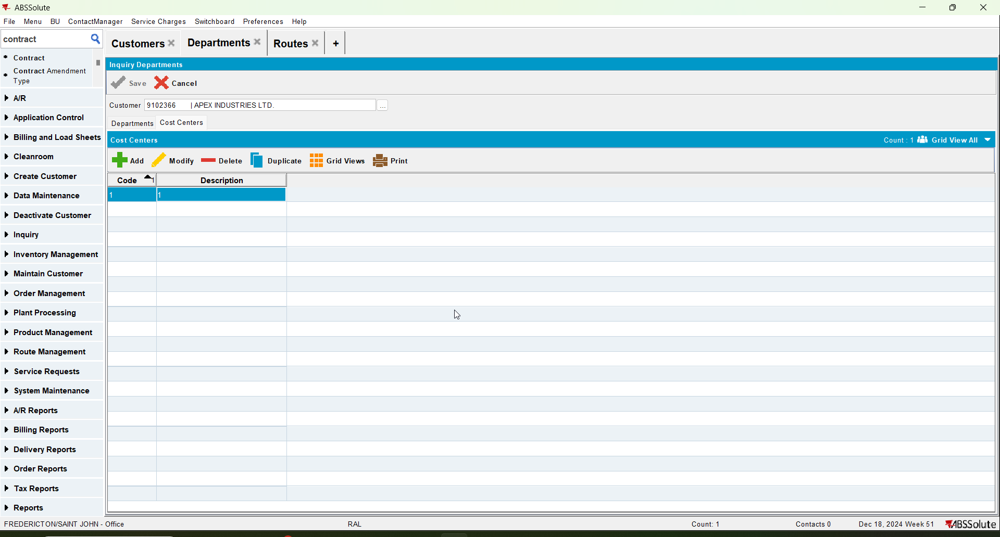 ABSSolute
File Menu BU ContactManager Service Charges Switchboard Preferences Help
contract
Contract
Contract Amendment
Type
A/R
Application Control
Billing and Load Sheets
Cleanroom
Create Customer
Data Maintenance
Deactivate Customer
Inquiry
Inventory Management
Maintain Customer
Order Management
Plant Processing
Product Management
Route Management
Service Requests
System Maintenance
A/R Reports
Billing Reports
Delivery Reports
Order Reports
Tax Reports
Reports
Customers Departments Routes +
Inquiry Departments
Save Cancel
Customer 9102366 | APEX INDUSTRIES LTD. ...
Departments Cost Centers
Cost Centers Count : 1 Grid View All
Add Modify Delete Duplicate Grid Views Print
Code 1 Description
1 1
FREDERICTON/SAINT JOHN - Office RAL Count: 1 Contacts 0 Dec 18, 2024 Week 51 ABSSolute